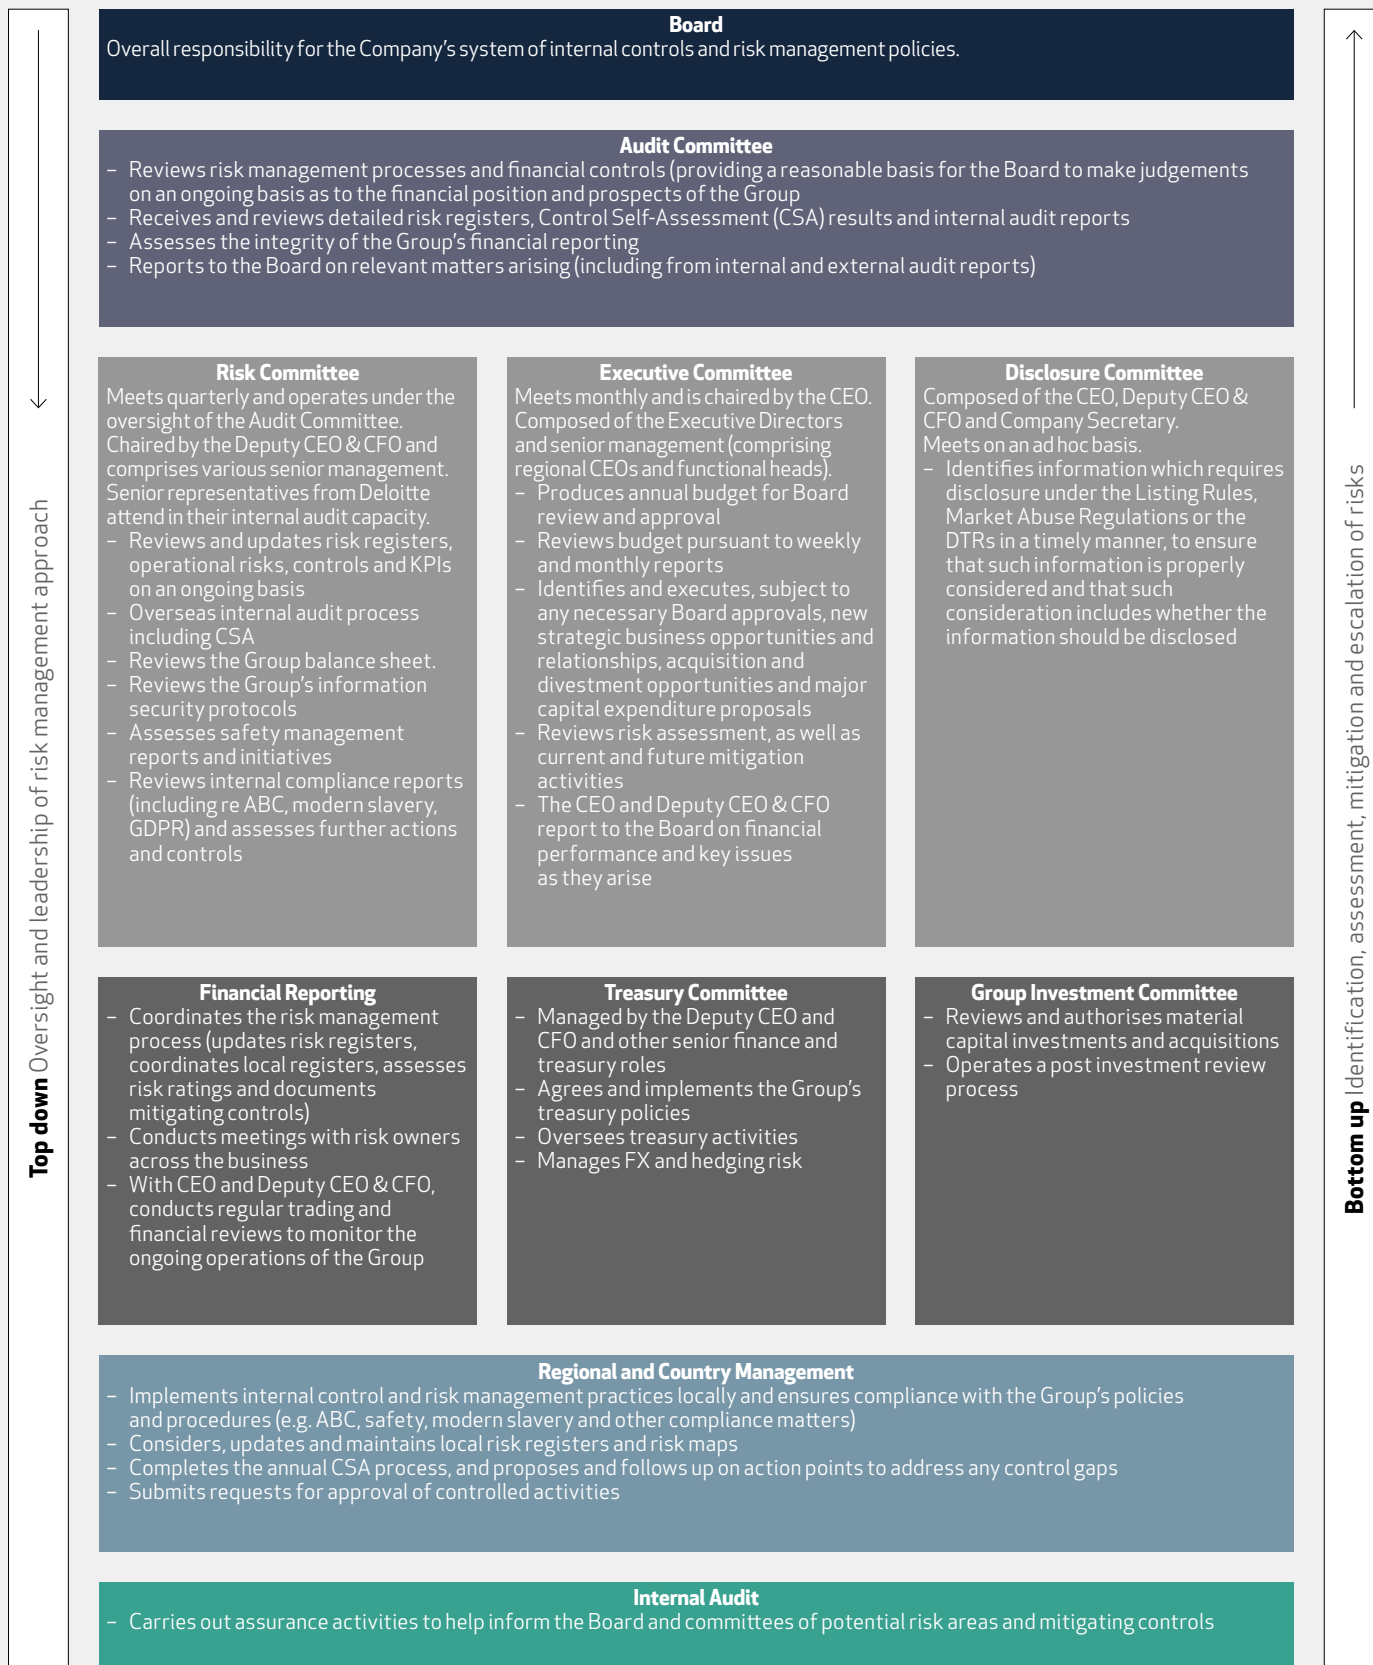 Board
Overall responsibility for the Company's system of internal controls and risk management policies.
Audit Committee
– Reviews risk management processes and financial controls (providing a reasonable basis for the Board to make judgements
on an ongoing basis as to the financial position and prospects of the Group
– Receives and reviews detailed risk registers, Control Self-Assessment (CSA) results and internal audit reports
– Assesses the integrity of the Group's financial reporting
– Reports to the Board on relevant matters arising (including from internal and external audit reports)
Risk Committee
Meets quarterly and operates under the
oversight of the Audit Committee.
Chaired by the Deputy CEO & CFO and
comprises various senior management.
Senior representatives from Deloitte
attend in their internal audit capacity.
– Reviews and updates risk registers,
operational risks, controls and KPIs
on an ongoing basis
– Overseas internal audit process
including CSA
– Reviews the Group balance sheet.
– Reviews the Group's information
security protocols
– Assesses safety management
reports and initiatives
– Reviews internal compliance reports
(including re ABC, modern slavery,
GDPR) and assesses further actions
and controls
Executive Committee
Meets monthly and is chaired by the CEO.
Composed of the Executive Directors
and senior management (comprising
regional CEOs and functional heads).
– Produces annual budget for Board
review and approval
– Reviews budget pursuant to weekly
and monthly reports
– Identifies and executes, subject to
any necessary Board approvals, new
strategic business opportunities and
relationships, acquisition and
divestment opportunities and major
capital expenditure proposals
– Reviews risk assessment, as well as
current and future mitigation
activities
– The CEO and Deputy CEO & CFO
report to the Board on financial
performance and key issues
as they arise
Disclosure Committee
Composed of the CEO, Deputy CEO &
CFO and Company Secretary.
Meets on an ad hoc basis.
– Identifies information which requires
disclosure under the Listing Rules,
Market Abuse Regulations or the
DTRs in a timely manner, to ensure
that such information is properly
considered and that such
consideration includes whether the
information should be disclosed
Financial Reporting
– Coordinates the risk management
process (updates risk registers,
coordinates local registers, assesses
risk ratings and documents
mitigating controls)
– Conducts meetings with risk owners
across the business
– With CEO and Deputy CEO & CFO,
conducts regular trading and
financial reviews to monitor the
ongoing operations of the Group
Treasury Committee
– Managed by the Deputy CEO and
CFO and other senior finance and
treasury roles
– Agrees and implements the Group's
treasury policies
– Oversees treasury activities
– Manages FX and hedging risk
Group Investment Committee
– Reviews and authorises material
capital investments and acquisitions
– Operates a post investment review
process
Regional and Country Management
– Implements internal control and risk management practices locally and ensures compliance with the Group's policies
and procedures (e.g. ABC, safety, modern slavery and other compliance matters)
– Considers, updates and maintains local risk registers and risk maps
– Completes the annual CSA process, and proposes and follows up on action points to address any control gaps
– Submits requests for approval of controlled activities
Internal Audit
– Carries out assurance activities to help inform the Board and committees of potential risk areas and mitigating controls
Top down Oversight and leadership of risk management approach
Bottom up Identification, assessment, mitigation and escalation of risks